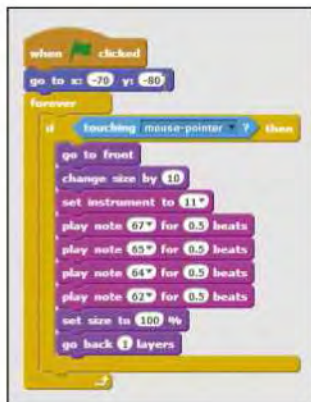 when clicked
go to x: -70 y: -80
forever
if touching mouse-pointer ? then
go to front
change size by 10
set instrument to 11
play note 67 for 0.5 beats
play note 65 for 0.5 beats
play note 64 for 0.5 beats
play note 62 for 0.5 beats
set size to 100 %
go back 1 layers